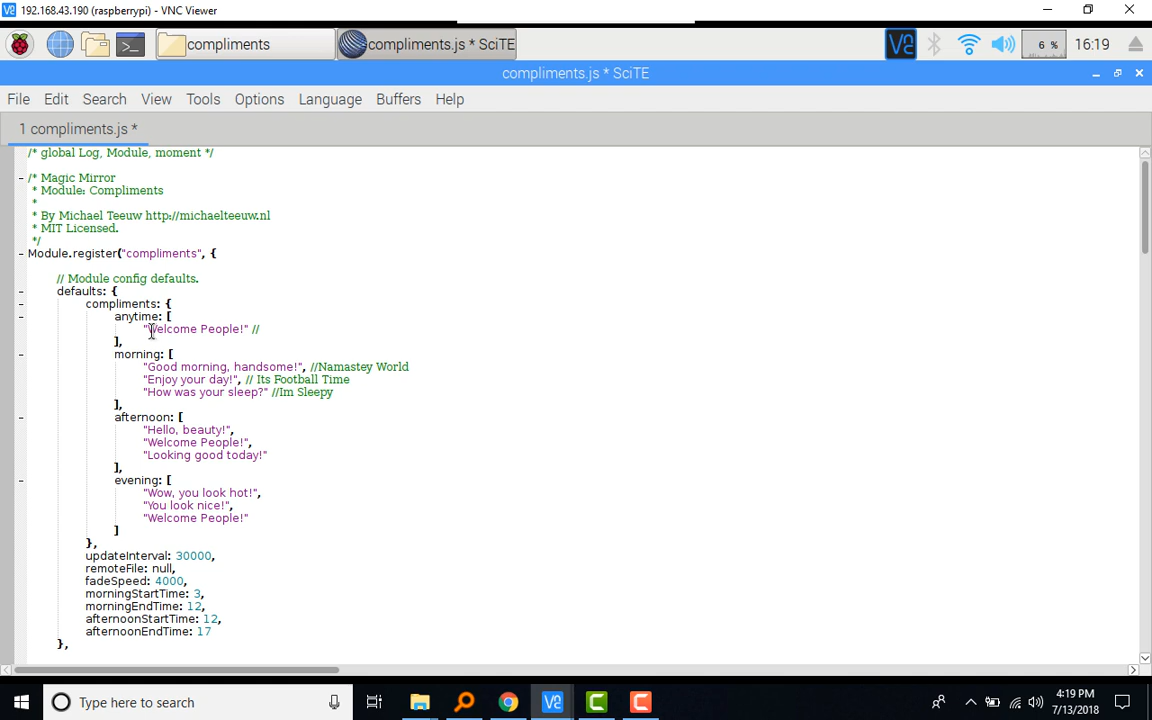 192.168.43.190 (raspberrypi) - VNC Viewer
compliments
compliments.js * SciTE
6 %
16:19
compliments.js * SciTE
File Edit Search View Tools Options Language Buffers Help
1 compliments.js *
/* global Log, Module, moment */
/* Magic Mirror
* Module: Compliments
*
* By Michael Teeuw http://michaelteeuw.nl
* MIT Licensed.
*/
Module.register("compliments", {
// Module config defaults.
defaults: {
compliments: {
anytime: [
"Welcome People!" //
],
morning: [
"Good morning, handsome!", //Namastey World
"Enjoy your day!", // Its Football Time
"How was your sleep?" //Im Sleepy
],
afternoon: [
"Hello, beauty!",
"Welcome People!",
"Looking good today!"
],
evening: [
"Wow, you look hot!",
"You look nice!",
"Welcome People!"
]
},
updateInterval: 30000,
remoteFile: null,
fadeSpeed: 4000,
morningStartTime: 3,
morningEndTime: 12,
afternoonStartTime: 12,
afternoonEndTime: 17
},
Type here to search
4:19 PM
7/13/2018